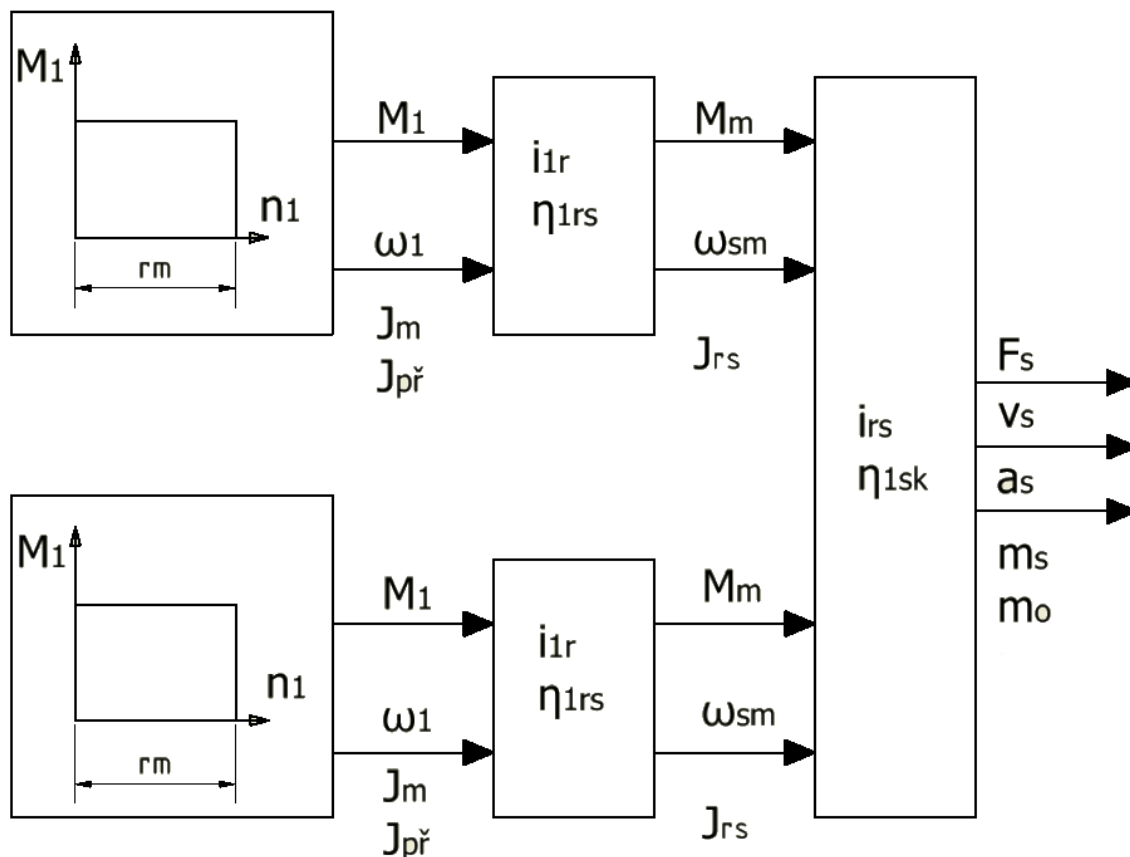 M1
n1
rm
M1
ω1
Jm
Jpř
i1r
η1rs
Mm
ωsm
Jrs
M1
n1
rm
M1
ω1
Jm
Jpř
i1r
η1rs
Mm
ωsm
Jrs
irs
η1sk
Fs
vs
as
ms
mo